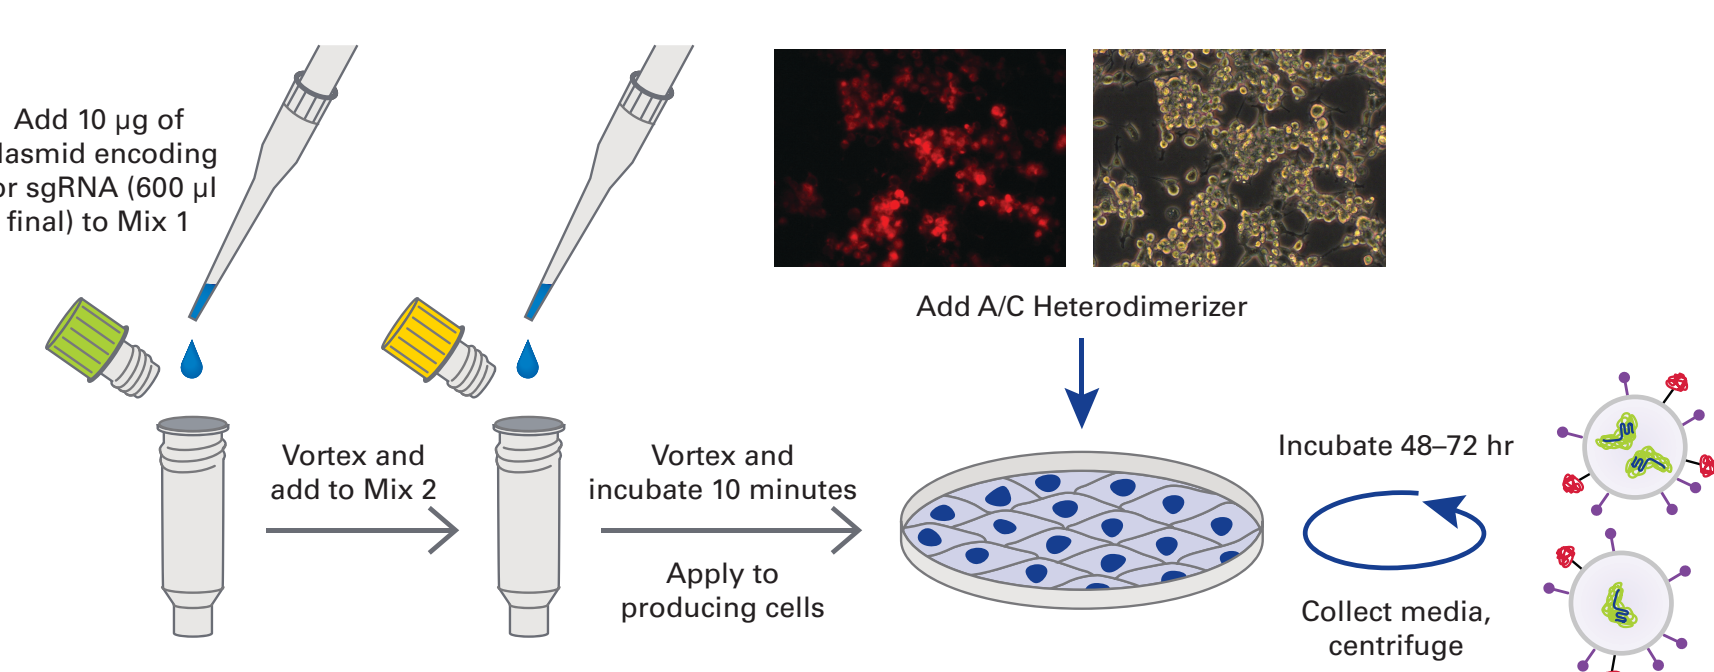 Add 10 µg of
lasmid encoding
or sgRNA (600 µl
final) to Mix 1
Vortex and
add to Mix 2
Vortex and
incubate 10 minutes
Apply to
producing cells
Add A/C Heterodimerizer
Incubate 48–72 hr
Collect media,
centrifuge